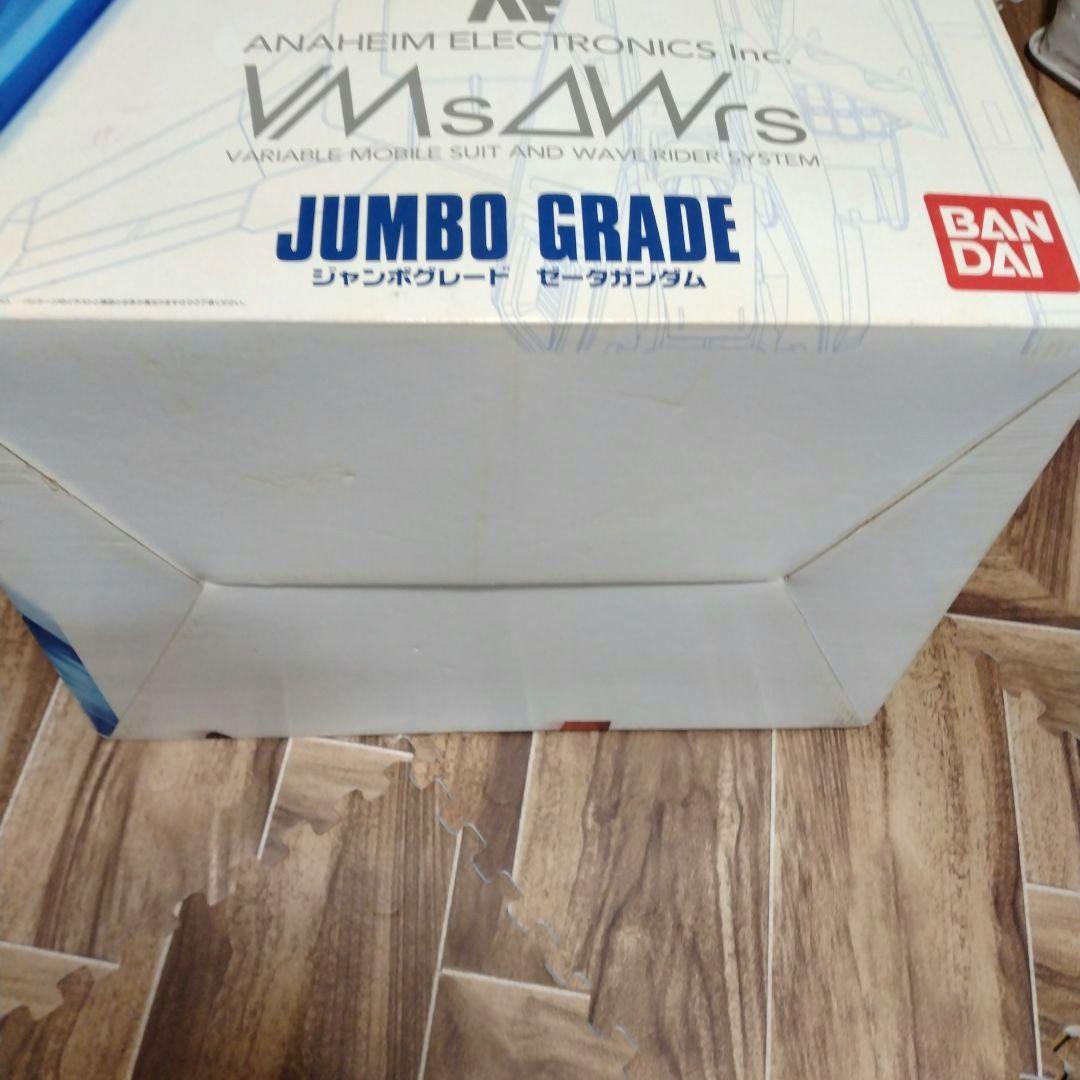 AE
ANAHEIM ELECTRONICS Inc.
VMsAWrs
VARIABLE MOBILE SUIT AND WAVE RIDER SYSTEM
JUMBO GRADE
ジャンボグレード ゼータガンダム
BAN
DAI